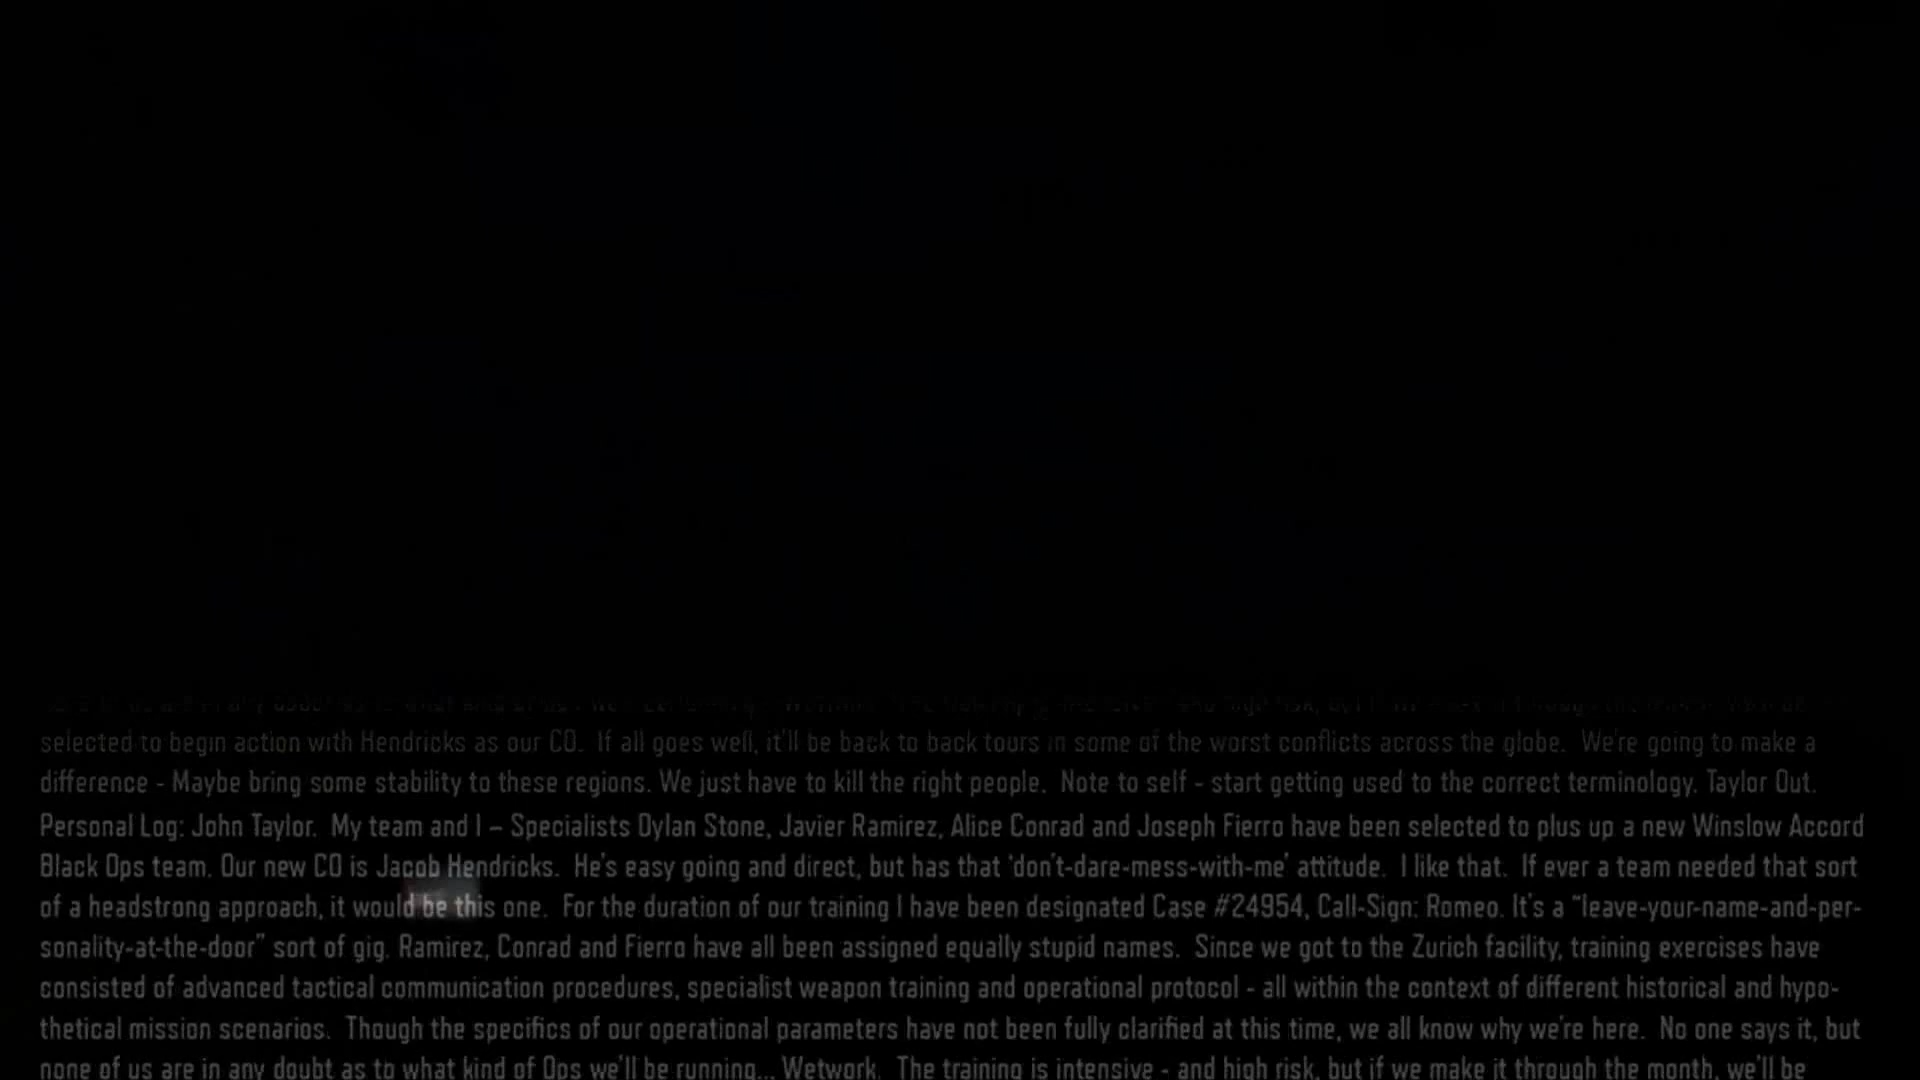 selected to begin action with Hendricks as our CO.  If all goes well, it'll be back to back tours in some of the worst conflicts across the globe.  We're going to make a
difference - Maybe bring some stability to these regions. We just have to kill the right people.  Note to self - start getting used to the correct terminology. Taylor Out.
Personal Log: John Taylor.  My team and I – Specialists Dylan Stone, Javier Ramirez, Alice Conrad and Joseph Fierro have been selected to plus up a new Winslow Accord
Black Ops team. Our new CO is Jacob Hendricks.  He's easy going and direct, but has that 'don't-dare-mess-with-me' attitude.  I like that.  If ever a team needed that sort
of a headstrong approach, it would be this one.  For the duration of our training I have been designated Case #24954, Call-Sign: Romeo. It's a "leave-your-name-and-per-
sonality-at-the-door" sort of gig. Ramirez, Conrad and Fierro have all been assigned equally stupid names.  Since we got to the Zurich facility, training exercises have
consisted of advanced tactical communication procedures, specialist weapon training and operational protocol - all within the context of different historical and hypo-
thetical mission scenarios.  Though the specifics of our operational parameters have not been fully clarified at this time, we all know why we're here.  No one says it, but
none of us are in any doubt as to what kind of Ops we'll be running... Wetwork.  The training is intensive - and high risk, but if we make it through the month, we'll be